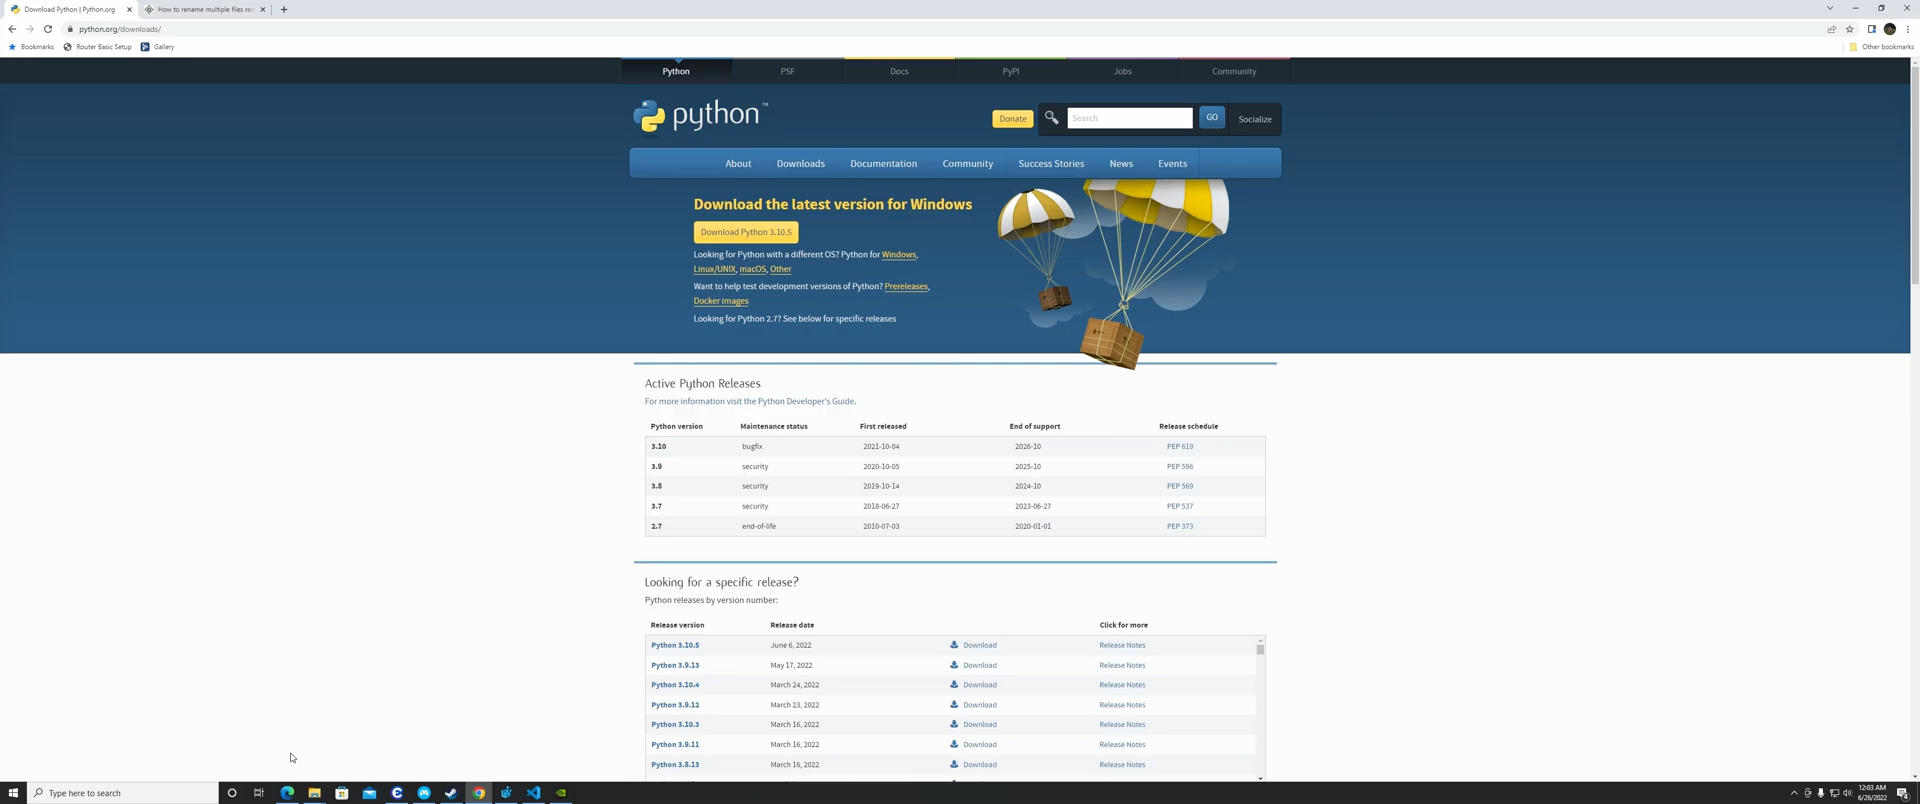 Download Python | Python.org
How to rename multiple files rec
python.org/downloads/
Bookmarks
Router Basic Setup
Gallery
Other bookmarks
Python
PSF
Docs
PyPI
Jobs
Community
python™
Donate
Search
GO
Socialize
About
Downloads
Documentation
Community
Success Stories
News
Events
Download the latest version for Windows
Download Python 3.10.5
Looking for Python with a different OS? Python for Windows,
Linux/UNIX, macOS, Other
Want to help test development versions of Python? Prereleases,
Docker images
Looking for Python 2.7? See below for specific releases
Active Python Releases
For more information visit the Python Developer's Guide.
Python version Maintenance status First released End of support Release schedule
3.10 bugfix 2021-10-04 2026-10 PEP 619
3.9 security 2020-10-05 2025-10 PEP 596
3.8 security 2019-10-14 2024-10 PEP 569
3.7 security 2018-06-27 2023-06-27 PEP 537
2.7 end-of-life 2010-07-03 2020-01-01 PEP 373
Looking for a specific release?
Python releases by version number:
Release version Release date Click for more
Python 3.10.5 June 6, 2022 Download Release Notes
Python 3.9.13 May 17, 2022 Download Release Notes
Python 3.10.4 March 24, 2022 Download Release Notes
Python 3.9.12 March 23, 2022 Download Release Notes
Python 3.10.3 March 16, 2022 Download Release Notes
Python 3.9.11 March 16, 2022 Download Release Notes
Python 3.8.13 March 16, 2022 Download Release Notes
Type here to search
12:03 AM
6/26/2022